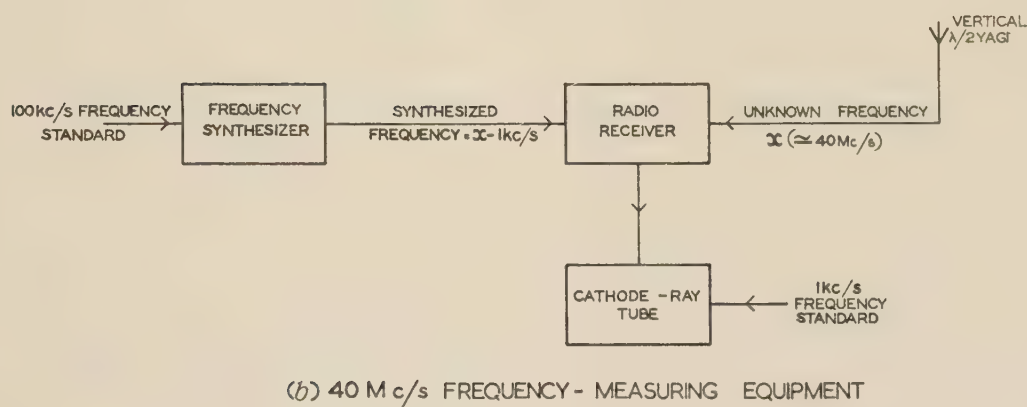 VERTICAL
λ/2 YAGI
100kc/s FREQUENCY
STANDARD
FREQUENCY
SYNTHESIZER
SYNTHESIZED
FREQUENCY = x-1kc/s
RADIO
RECEIVER
UNKNOWN FREQUENCY
x (≃ 40Mc/s)
CATHODE-RAY
TUBE
1kc/s
FREQUENCY
STANDARD
(b) 40 Mc/s FREQUENCY-MEASURING EQUIPMENT